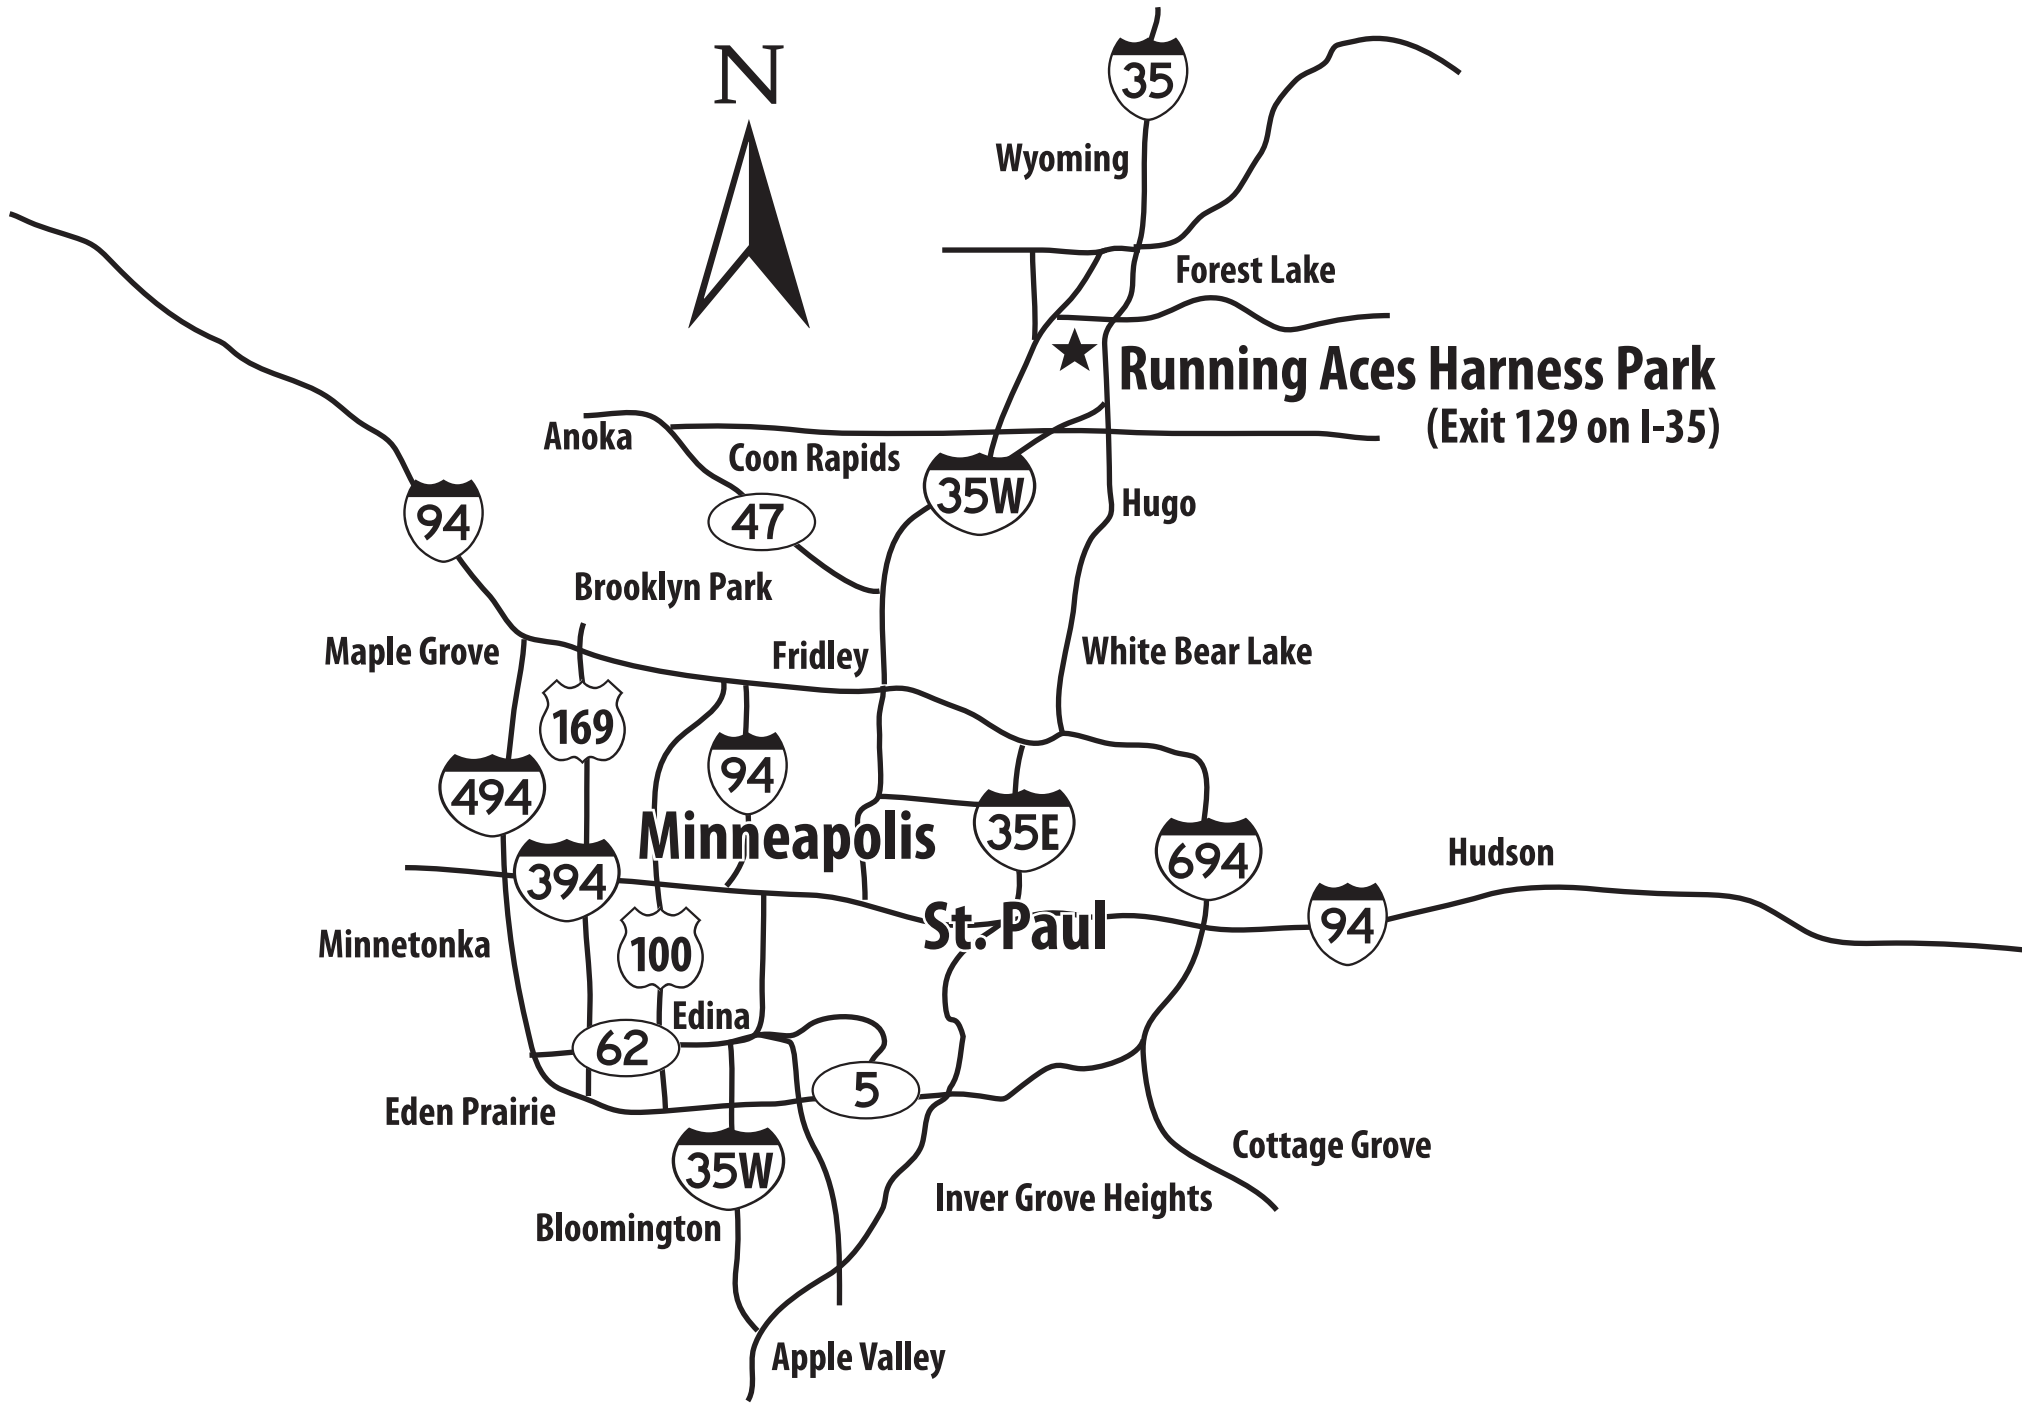 N
35
Wyoming
Forest Lake
Running Aces Harness Park
(Exit 129 on I-35)
Anoka
Coon Rapids
35W
94
47
Hugo
Brooklyn Park
Maple Grove
Fridley
White Bear Lake
169
494
94
Minneapolis
35E
694
Hudson
394
94
St. Paul
Minnetonka
100
Edina
62
5
Eden Prairie
35W
Cottage Grove
Inver Grove Heights
Bloomington
Apple Valley